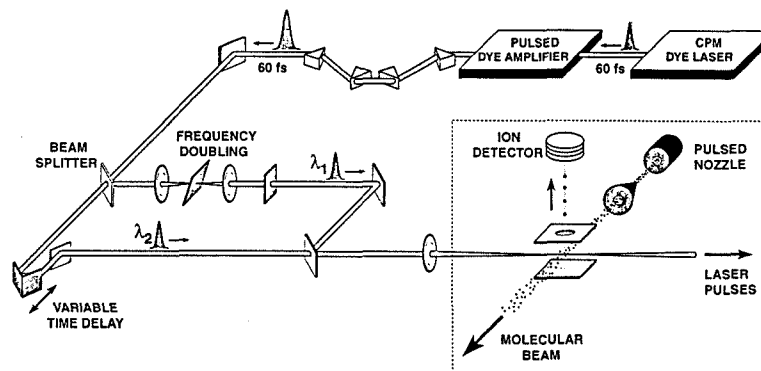 60 fs
PULSED
DYE AMPLIFIER
60 fs
CPM
DYE LASER
BEAM
SPLITTER
FREQUENCY
DOUBLING
λ1
λ2
VARIABLE
TIME DELAY
ION
DETECTOR
PULSED
NOZZLE
LASER
PULSES
MOLECULAR
BEAM